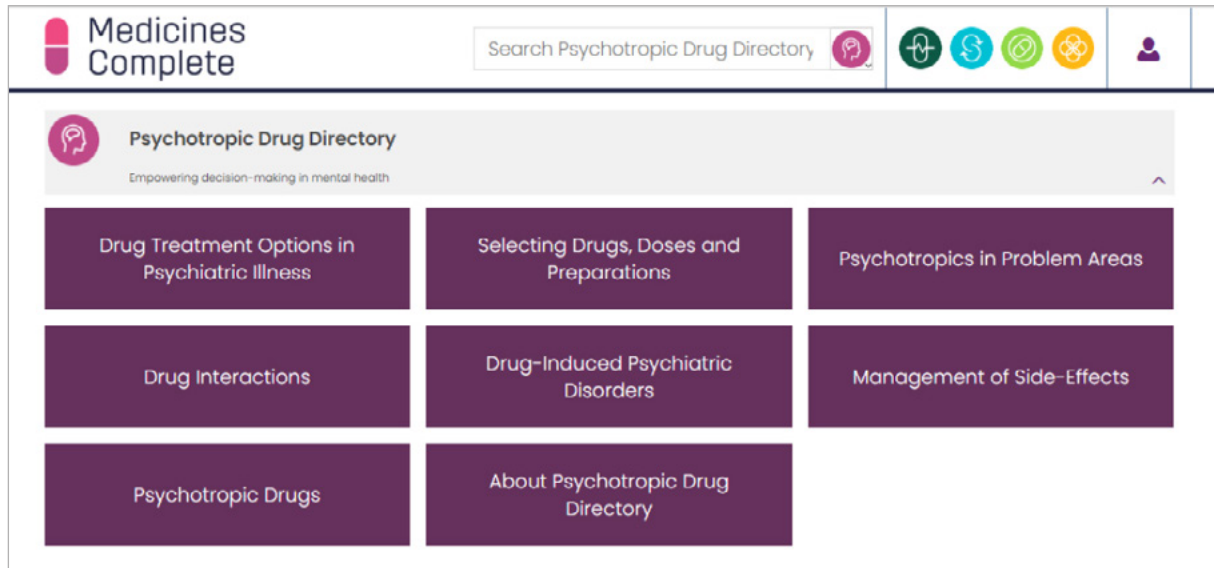 Medicines
Complete
Search Psychotropic Drug Directory
Psychotropic Drug Directory
Empowering decision-making in mental health
Drug Treatment Options in
Psychiatric Illness
Selecting Drugs, Doses and
Preparations
Psychotropics in Problem Areas
Drug Interactions
Drug-Induced Psychiatric
Disorders
Management of Side-Effects
Psychotropic Drugs
About Psychotropic Drug
Directory